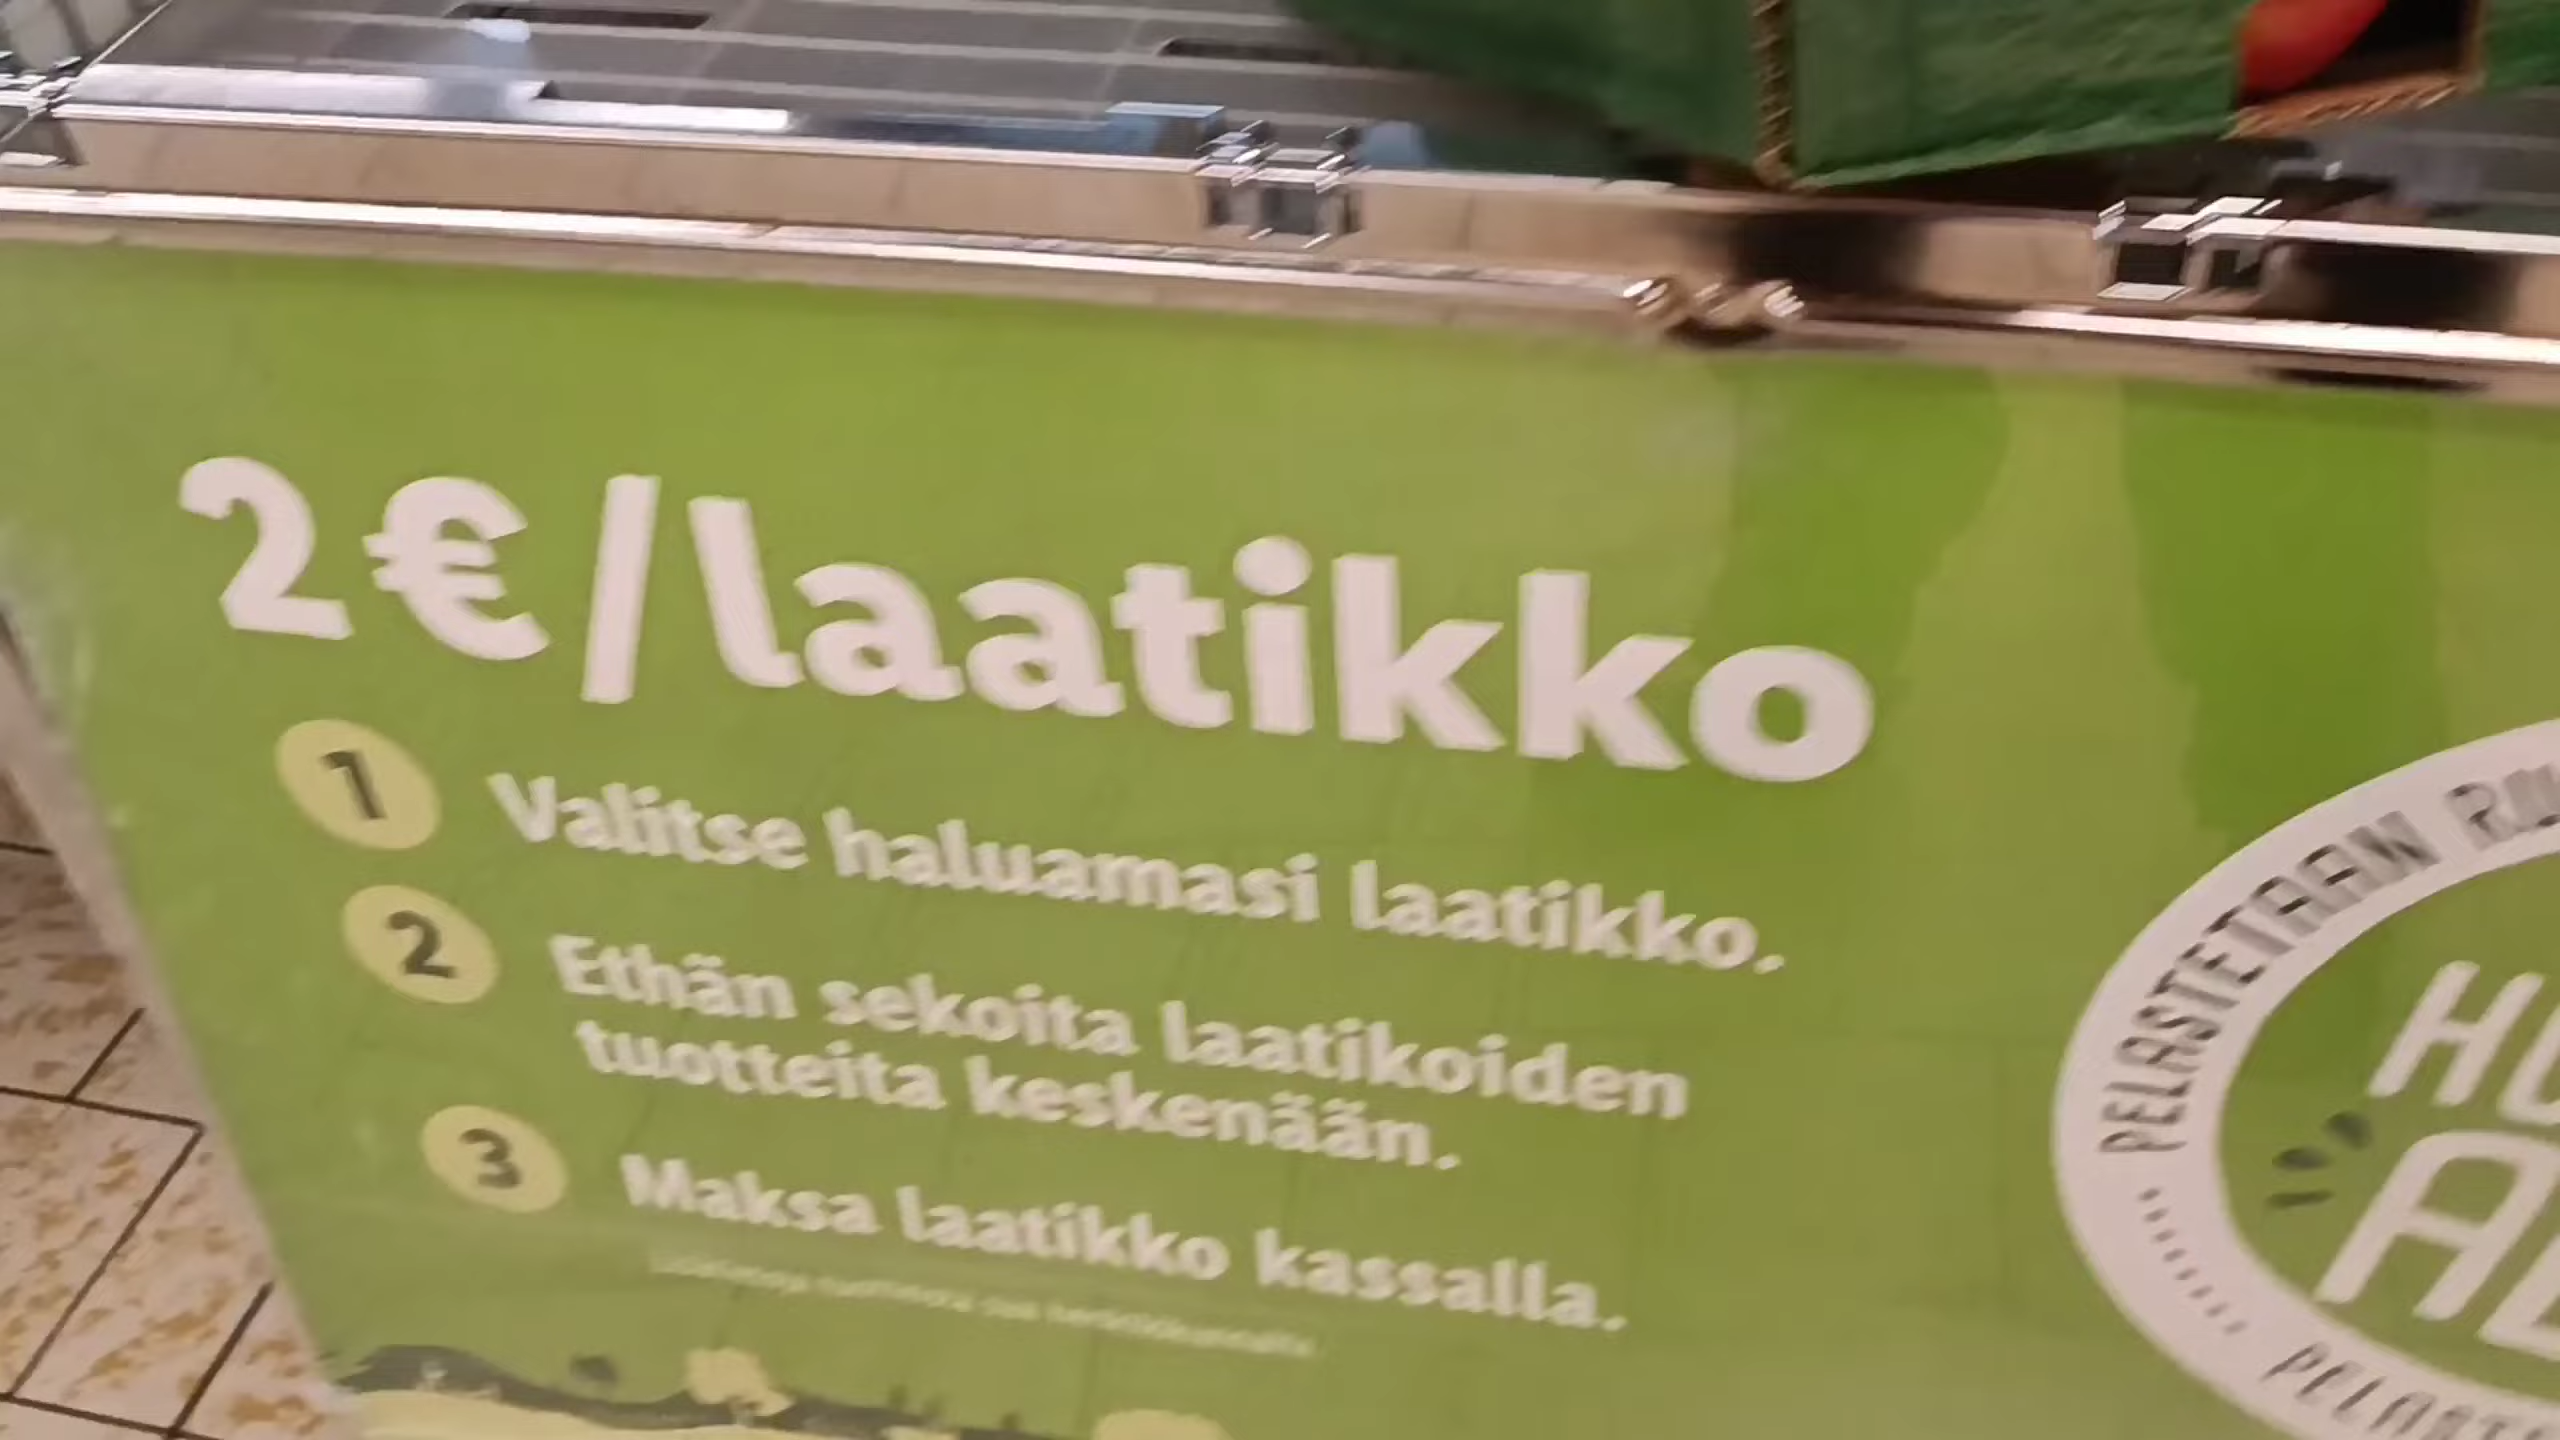 2€/laatikko
1 Valitse haluamasi laatikko.
2 Ethän sekoita laatikoiden
tuotteita keskenään.
3 Maksa laatikko kassalla.
PELASTETAAN